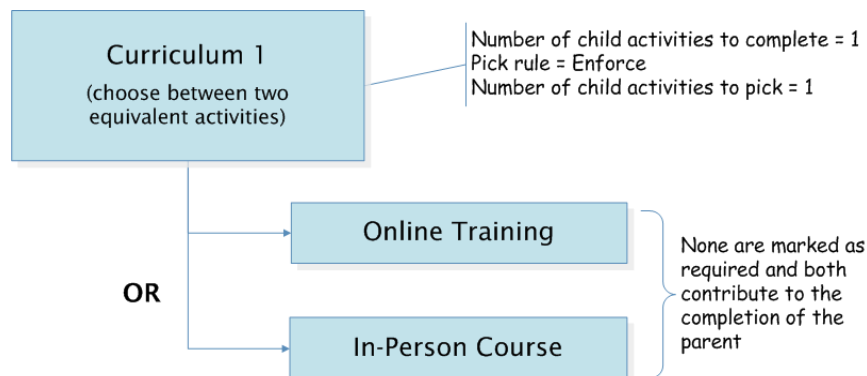 Curriculum 1
(choose between two
equivalent activities)
Number of child activities to complete = 1
Pick rule = Enforce
Number of child activities to pick = 1
Online Training
OR
In-Person Course
None are marked as
required and both
contribute to the
completion of the
parent